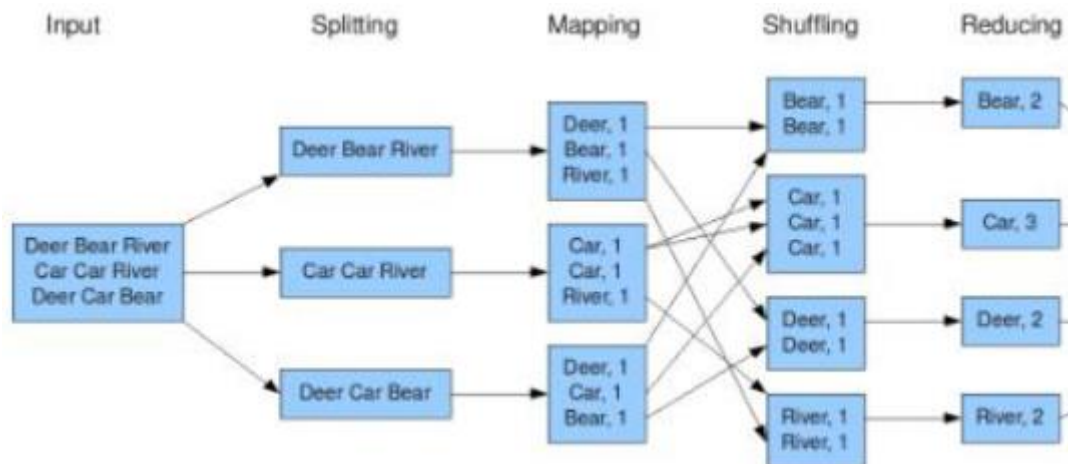 Input
Splitting
Mapping
Shuffling
Reducing
Deer Bear River
Car Car River
Deer Car Bear
Deer Bear River
Car Car River
Deer Car Bear
Deer, 1
Bear, 1
River, 1
Car, 1
Car, 1
River, 1
Deer, 1
Car, 1
Bear, 1
Bear, 1
Bear, 1
Car, 1
Car, 1
Car, 1
Deer, 1
Deer, 1
River, 1
River, 1
Bear, 2
Car, 3
Deer, 2
River, 2